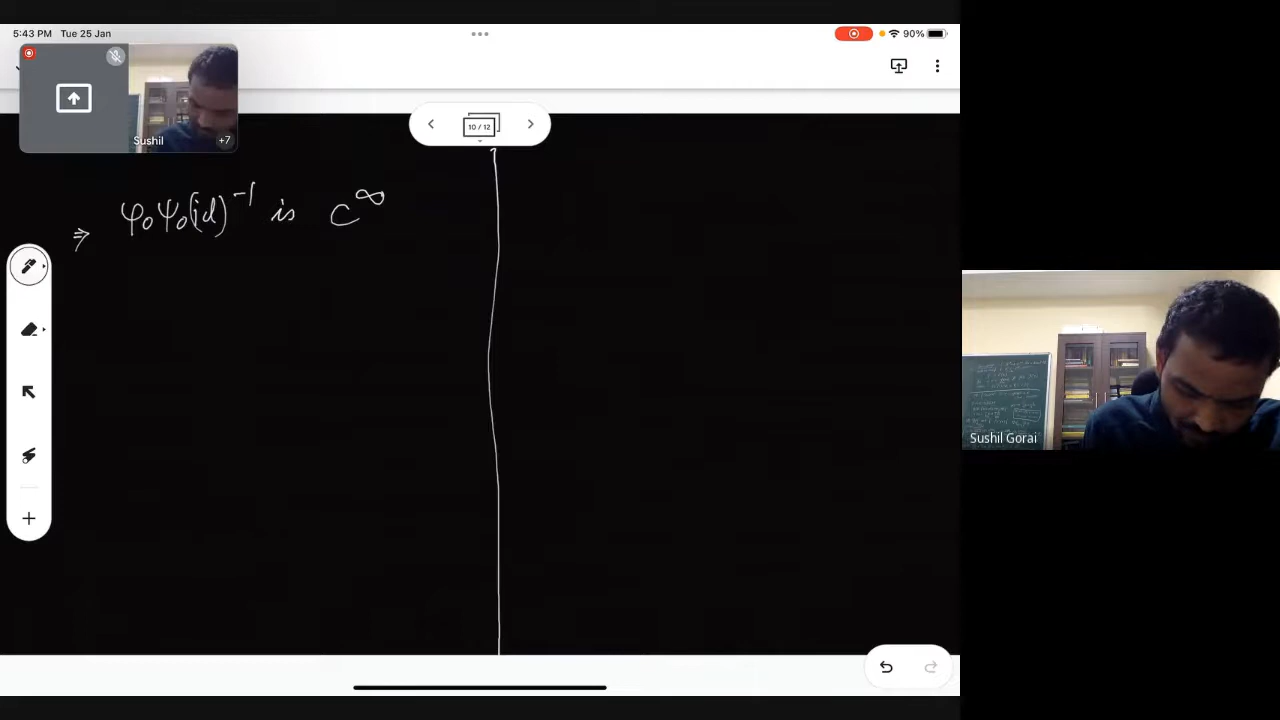 5:43 PM Tue 25 Jan
90%
Sushil
+7
10 / 12
⇒ φ∘ψ∘(id)⁻¹ is C^∞
Sushil Gorai